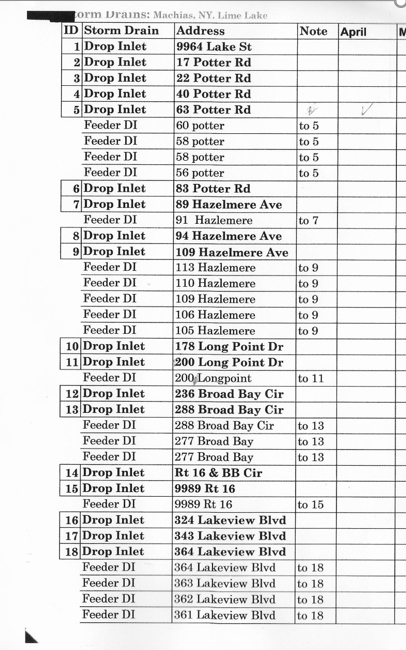 Storm Drains: Machias, NY. Lime Lake
ID Storm Drain Address Note April M
1 Drop Inlet 9964 Lake St
2 Drop Inlet 17 Potter Rd
3 Drop Inlet 22 Potter Rd
4 Drop Inlet 40 Potter Rd
5 Drop Inlet 63 Potter Rd ✓
Feeder DI 60 potter to 5
Feeder DI 58 potter to 5
Feeder DI 58 potter to 5
Feeder DI 56 potter to 5
6 Drop Inlet 83 Potter Rd
7 Drop Inlet 89 Hazelmere Ave
Feeder DI 91 Hazlemere to 7
8 Drop Inlet 94 Hazelmere Ave
9 Drop Inlet 109 Hazelmere Ave
Feeder DI 113 Hazlemere to 9
Feeder DI 110 Hazlemere to 9
Feeder DI 109 Hazlemere to 9
Feeder DI 106 Hazlemere to 9
Feeder DI 105 Hazlemere to 9
10 Drop Inlet 178 Long Point Dr
11 Drop Inlet 200 Long Point Dr
Feeder DI 200 Longpoint to 11
12 Drop Inlet 236 Broad Bay Cir
13 Drop Inlet 288 Broad Bay Cir
Feeder DI 288 Broad Bay Cir to 13
Feeder DI 277 Broad Bay to 13
Feeder DI 277 Broad Bay to 13
14 Drop Inlet Rt 16 & BB Cir
15 Drop Inlet 9989 Rt 16
Feeder DI 9989 Rt 16 to 15
16 Drop Inlet 324 Lakeview Blvd
17 Drop Inlet 343 Lakeview Blvd
18 Drop Inlet 364 Lakeview Blvd
Feeder DI 364 Lakeview Blvd to 18
Feeder DI 363 Lakeview Blvd to 18
Feeder DI 362 Lakeview Blvd to 18
Feeder DI 361 Lakeview Blvd to 18